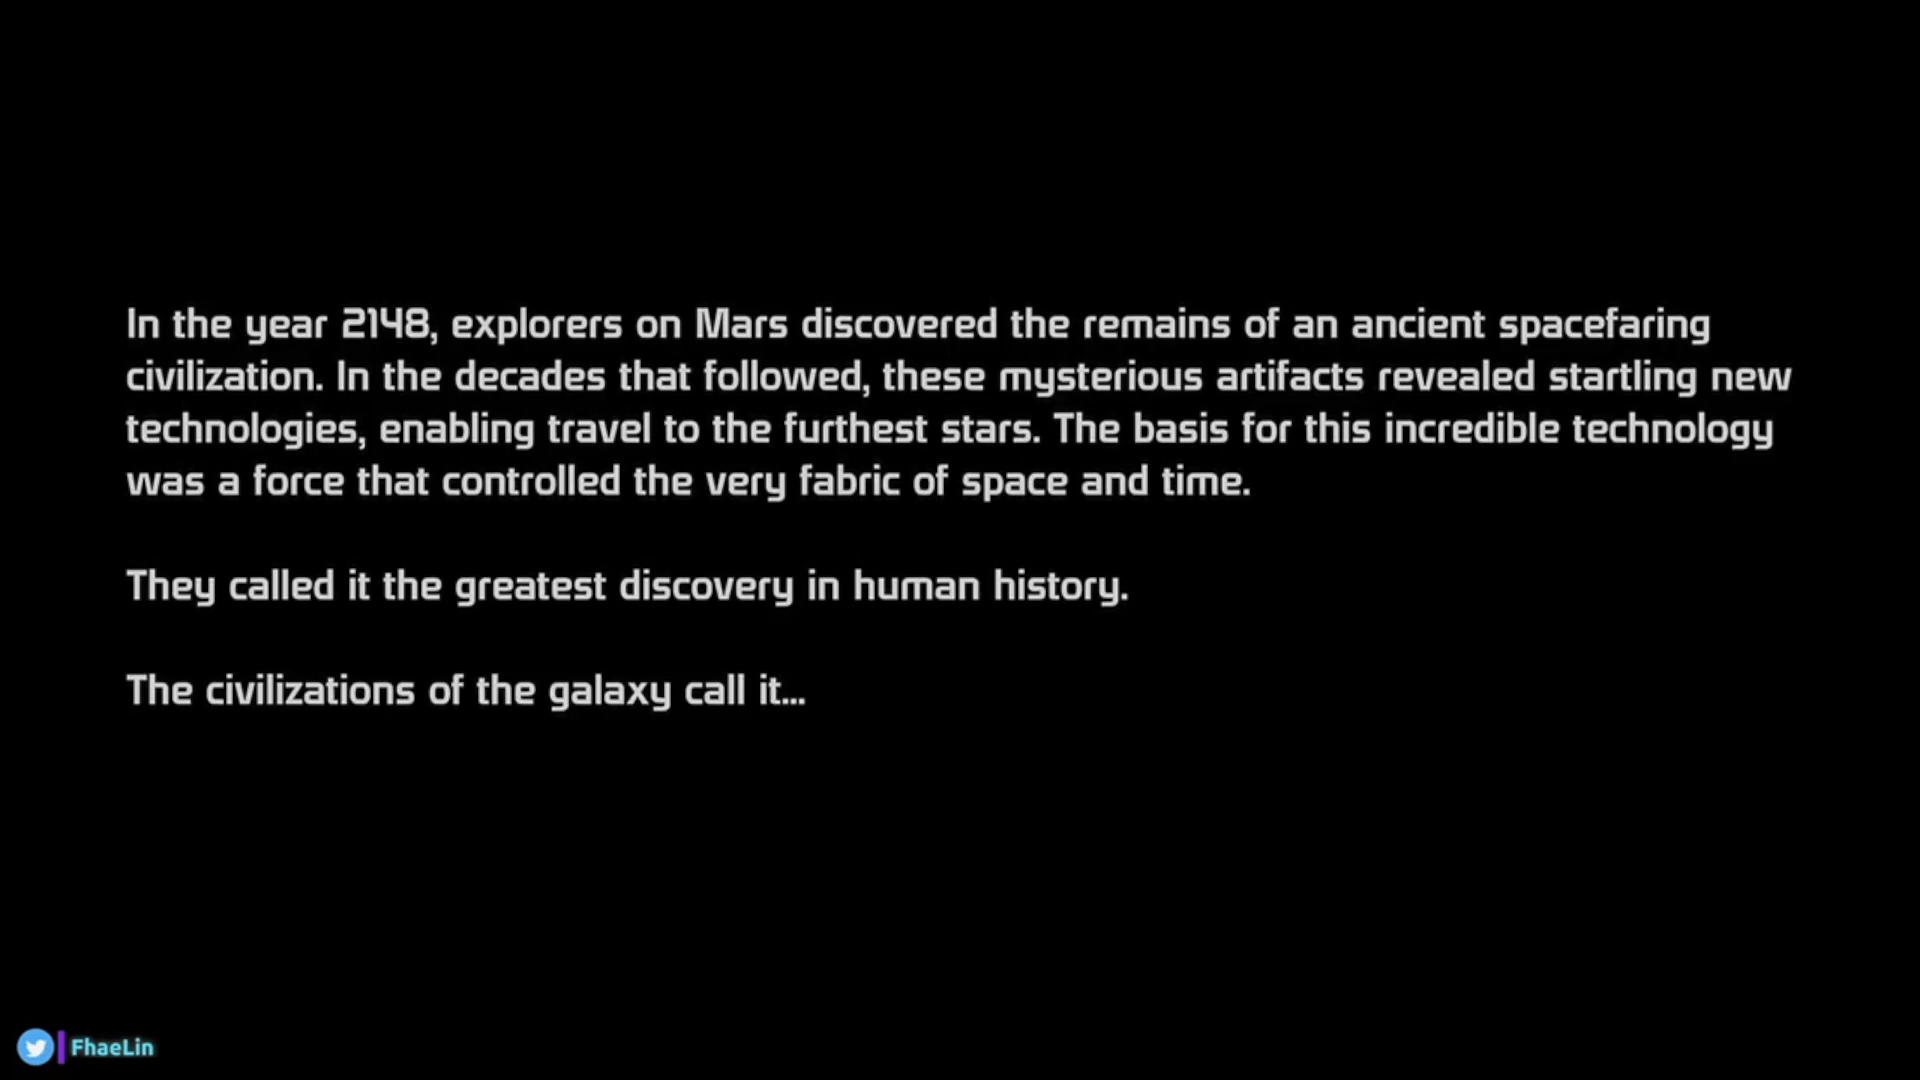 In the year 2148, explorers on Mars discovered the remains of an ancient spacefaring
civilization. In the decades that followed, these mysterious artifacts revealed startling new
technologies, enabling travel to the furthest stars. The basis for this incredible technology
was a force that controlled the very fabric of space and time.
They called it the greatest discovery in human history.
The civilizations of the galaxy call it...
FhaeLin